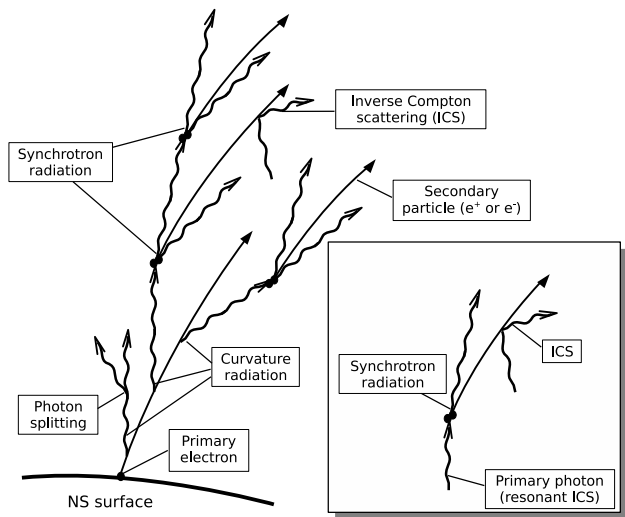 Inverse Compton
scattering (ICS)
Synchrotron
radiation
Secondary
particle (e⁺ or e⁻)
Curvature
radiation
Photon
splitting
Primary
electron
NS surface
ICS
Synchrotron
radiation
Primary photon
(resonant ICS)